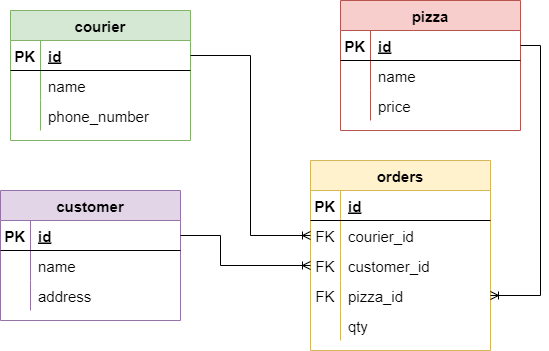 courier
PK id
name
phone_number
pizza
PK id
name
price
customer
PK id
name
address
orders
PK id
FK courier_id
FK customer_id
FK pizza_id
qty